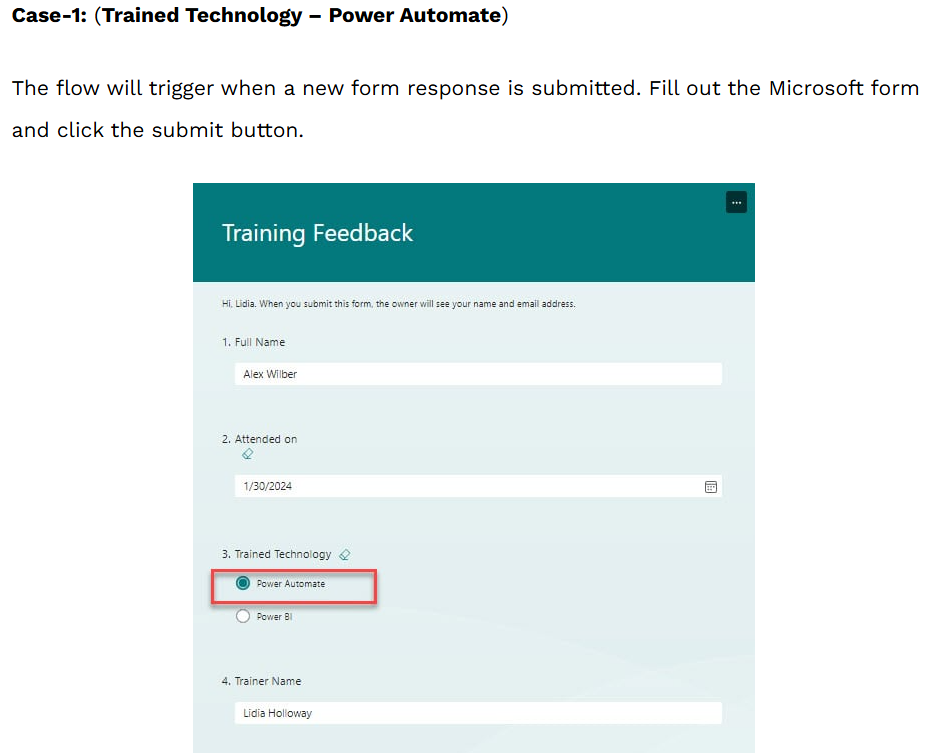 Case-1: (Trained Technology – Power Automate)
The flow will trigger when a new form response is submitted. Fill out the Microsoft form
and click the submit button.
...
Training Feedback
Hi, Lidia. When you submit this form, the owner will see your name and email address.
1. Full Name
Alex Wilber
2. Attended on
1/30/2024
3. Trained Technology
Power Automate
Power BI
4. Trainer Name
Lidia Holloway